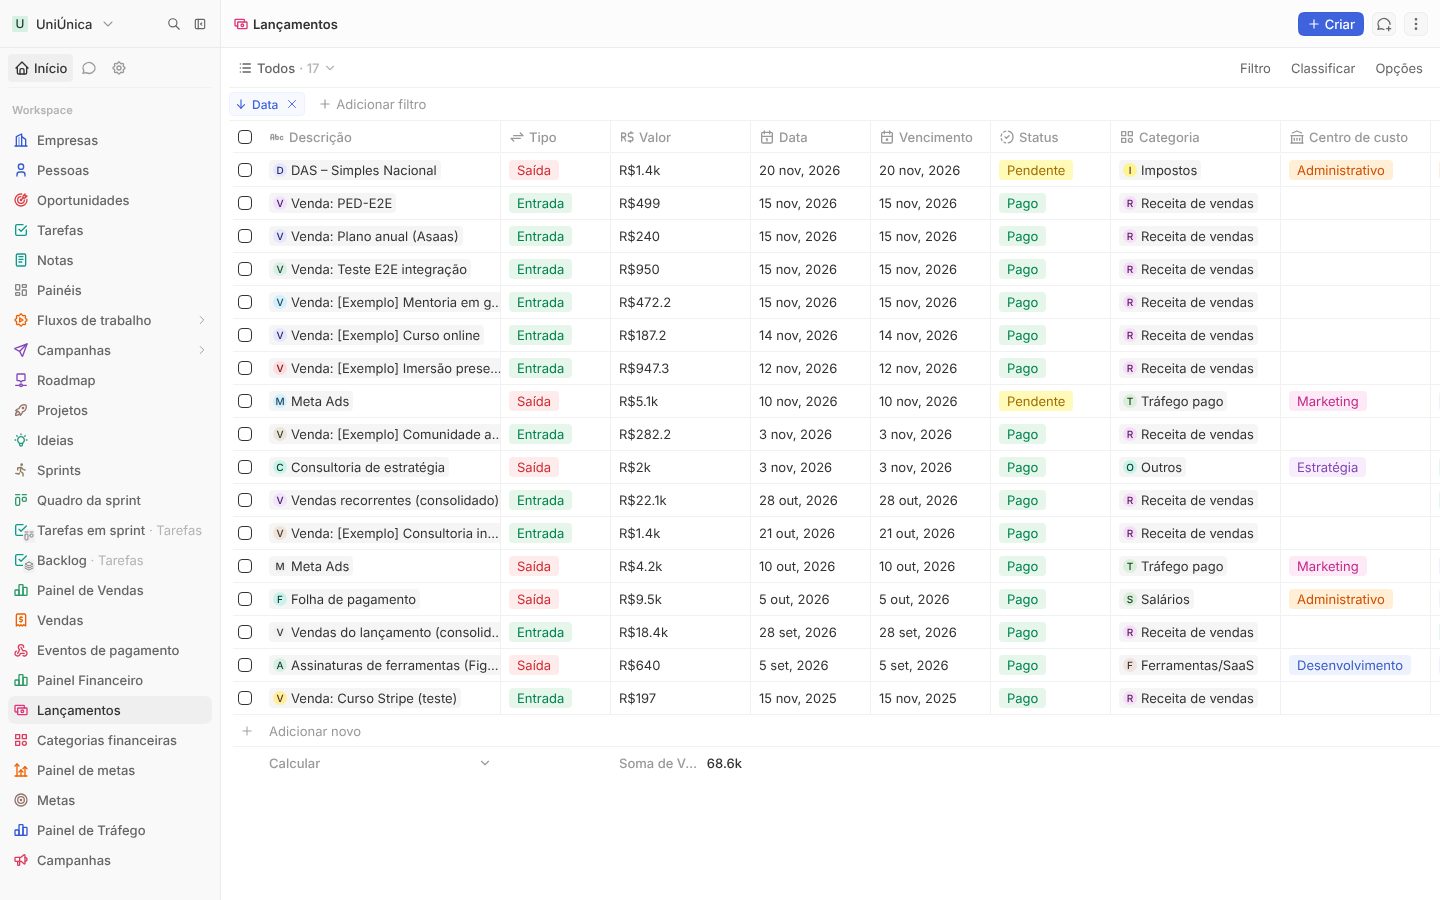 U UniÚnica
Lançamentos
Criar
Início
Todos · 17
Filtro Classificar Opções
Data Adicionar filtro
Workspace
Empresas
Pessoas
Oportunidades
Tarefas
Notas
Painéis
Fluxos de trabalho
Campanhas
Roadmap
Projetos
Ideias
Sprints
Quadro da sprint
Tarefas em sprint · Tarefas
Backlog · Tarefas
Painel de Vendas
Vendas
Eventos de pagamento
Painel Financeiro
Lançamentos
Categorias financeiras
Painel de metas
Metas
Painel de Tráfego
Campanhas
Abc Descrição Tipo R$ Valor Data Vencimento Status Categoria Centro de custo
D DAS – Simples Nacional Saída R$1.4k 20 nov, 2026 20 nov, 2026 Pendente I Impostos Administrativo
V Venda: PED-E2E Entrada R$499 15 nov, 2026 15 nov, 2026 Pago R Receita de vendas
V Venda: Plano anual (Asaas) Entrada R$240 15 nov, 2026 15 nov, 2026 Pago R Receita de vendas
V Venda: Teste E2E integração Entrada R$950 15 nov, 2026 15 nov, 2026 Pago R Receita de vendas
V Venda: [Exemplo] Mentoria em g... Entrada R$472.2 15 nov, 2026 15 nov, 2026 Pago R Receita de vendas
V Venda: [Exemplo] Curso online Entrada R$187.2 14 nov, 2026 14 nov, 2026 Pago R Receita de vendas
V Venda: [Exemplo] Imersão prese... Entrada R$947.3 12 nov, 2026 12 nov, 2026 Pago R Receita de vendas
M Meta Ads Saída R$5.1k 10 nov, 2026 10 nov, 2026 Pendente T Tráfego pago Marketing
V Venda: [Exemplo] Comunidade a... Entrada R$282.2 3 nov, 2026 3 nov, 2026 Pago R Receita de vendas
C Consultoria de estratégia Saída R$2k 3 nov, 2026 3 nov, 2026 Pago O Outros Estratégia
V Vendas recorrentes (consolidado) Entrada R$22.1k 28 out, 2026 28 out, 2026 Pago R Receita de vendas
V Venda: [Exemplo] Consultoria in... Entrada R$1.4k 21 out, 2026 21 out, 2026 Pago R Receita de vendas
M Meta Ads Saída R$4.2k 10 out, 2026 10 out, 2026 Pago T Tráfego pago Marketing
F Folha de pagamento Saída R$9.5k 5 out, 2026 5 out, 2026 Pago S Salários Administrativo
V Vendas do lançamento (consolid... Entrada R$18.4k 28 set, 2026 28 set, 2026 Pago R Receita de vendas
A Assinaturas de ferramentas (Fig... Saída R$640 5 set, 2026 5 set, 2026 Pago F Ferramentas/SaaS Desenvolvimento
V Venda: Curso Stripe (teste) Entrada R$197 15 nov, 2025 15 nov, 2025 Pago R Receita de vendas
Adicionar novo
Calcular Soma de V... 68.6k